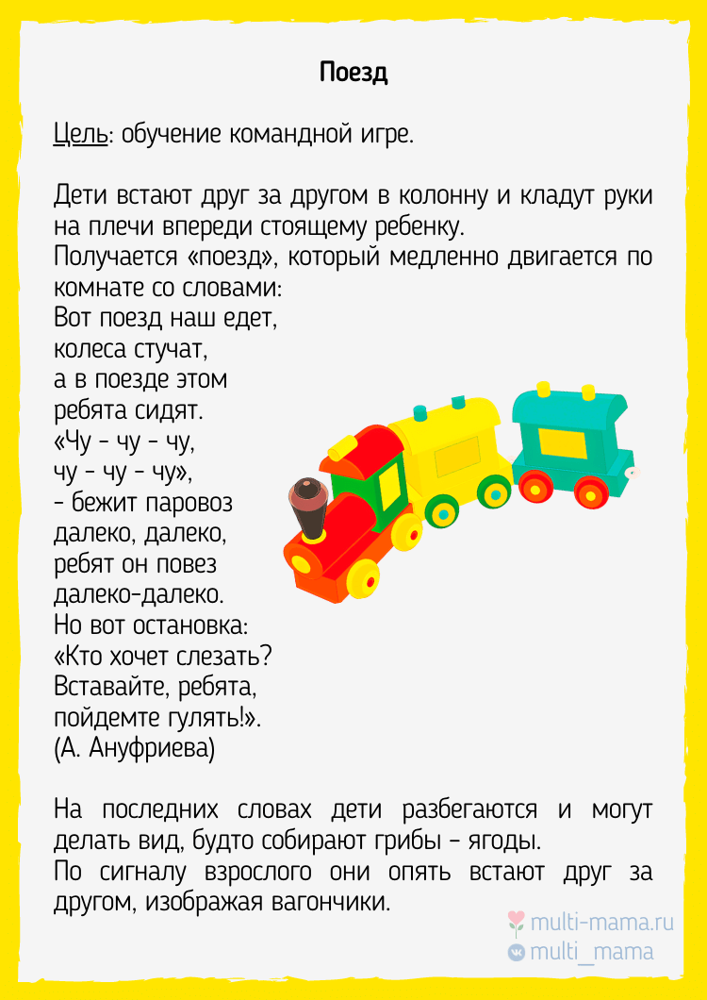 Поезд
Цель: обучение командной игре.
Дети встают друг за другом в колонну и кладут руки
на плечи впереди стоящему ребенку.
Получается «поезд», который медленно двигается по
комнате со словами:
Вот поезд наш едет,
колеса стучат,
а в поезде этом
ребята сидят.
«Чу – чу – чу,
чу – чу – чу»,
– бежит паровоз
далеко, далеко,
ребят он повез
далеко-далеко.
Но вот остановка:
«Кто хочет слезать?
Вставайте, ребята,
пойдемте гулять!».
(А. Ануфриева)
На последних словах дети разбегаются и могут
делать вид, будто собирают грибы – ягоды.
По сигналу взрослого они опять встают друг за
другом, изображая вагончики.
multi-mama.ru
multi_mama